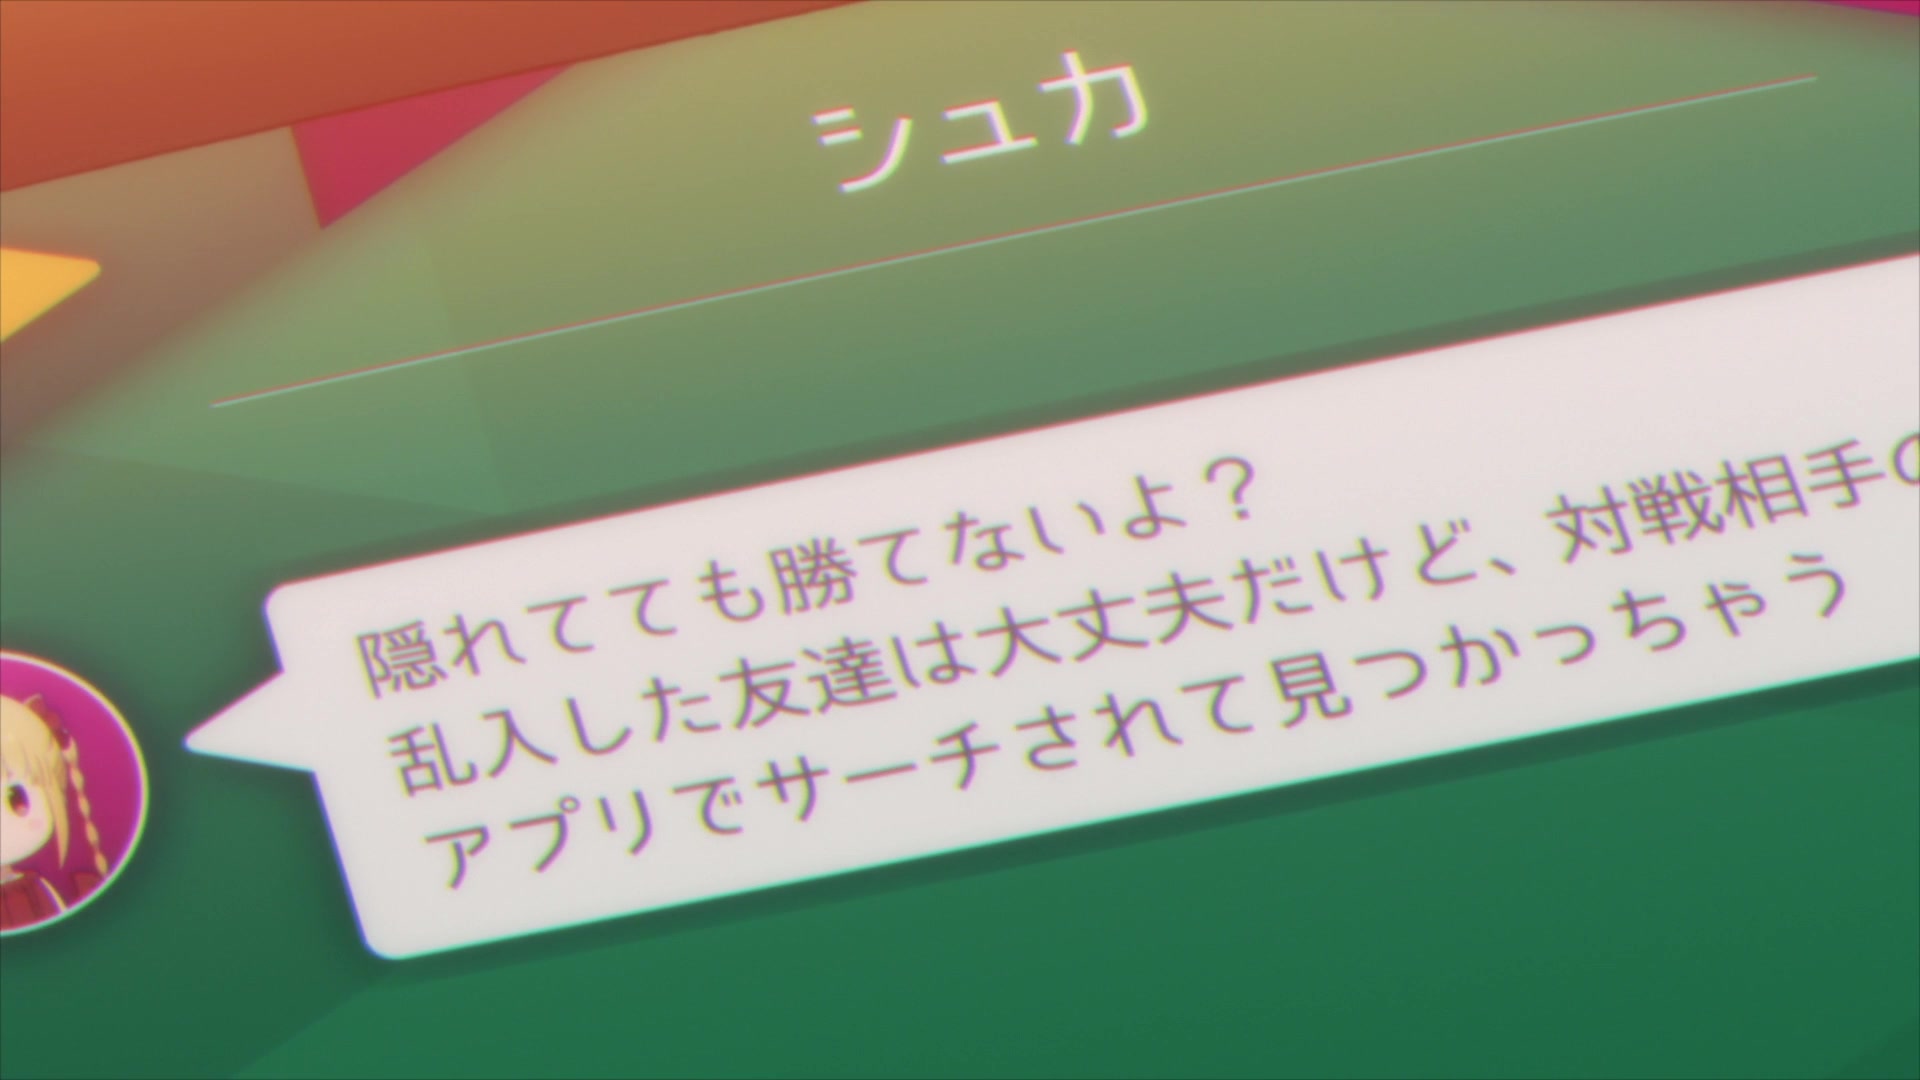 シュカ
隠れてても勝てないよ？
乱入した友達は大丈夫だけど、対戦相手の
アプリでサーチされて見つかっちゃう